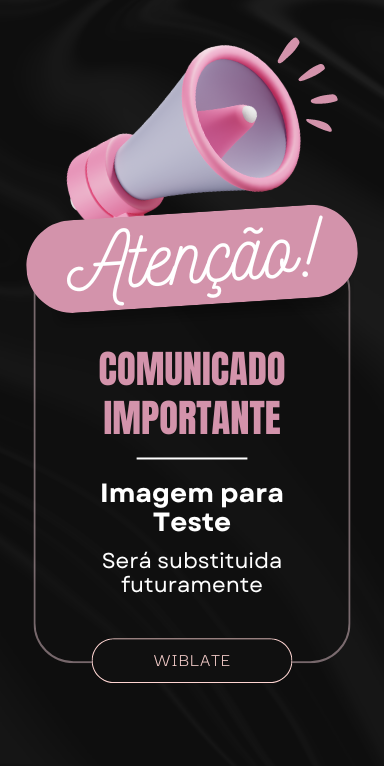 Atenção!
COMUNICADO
IMPORTANTE
Imagem para
Teste
Será substituida
futuramente
WIBLATE